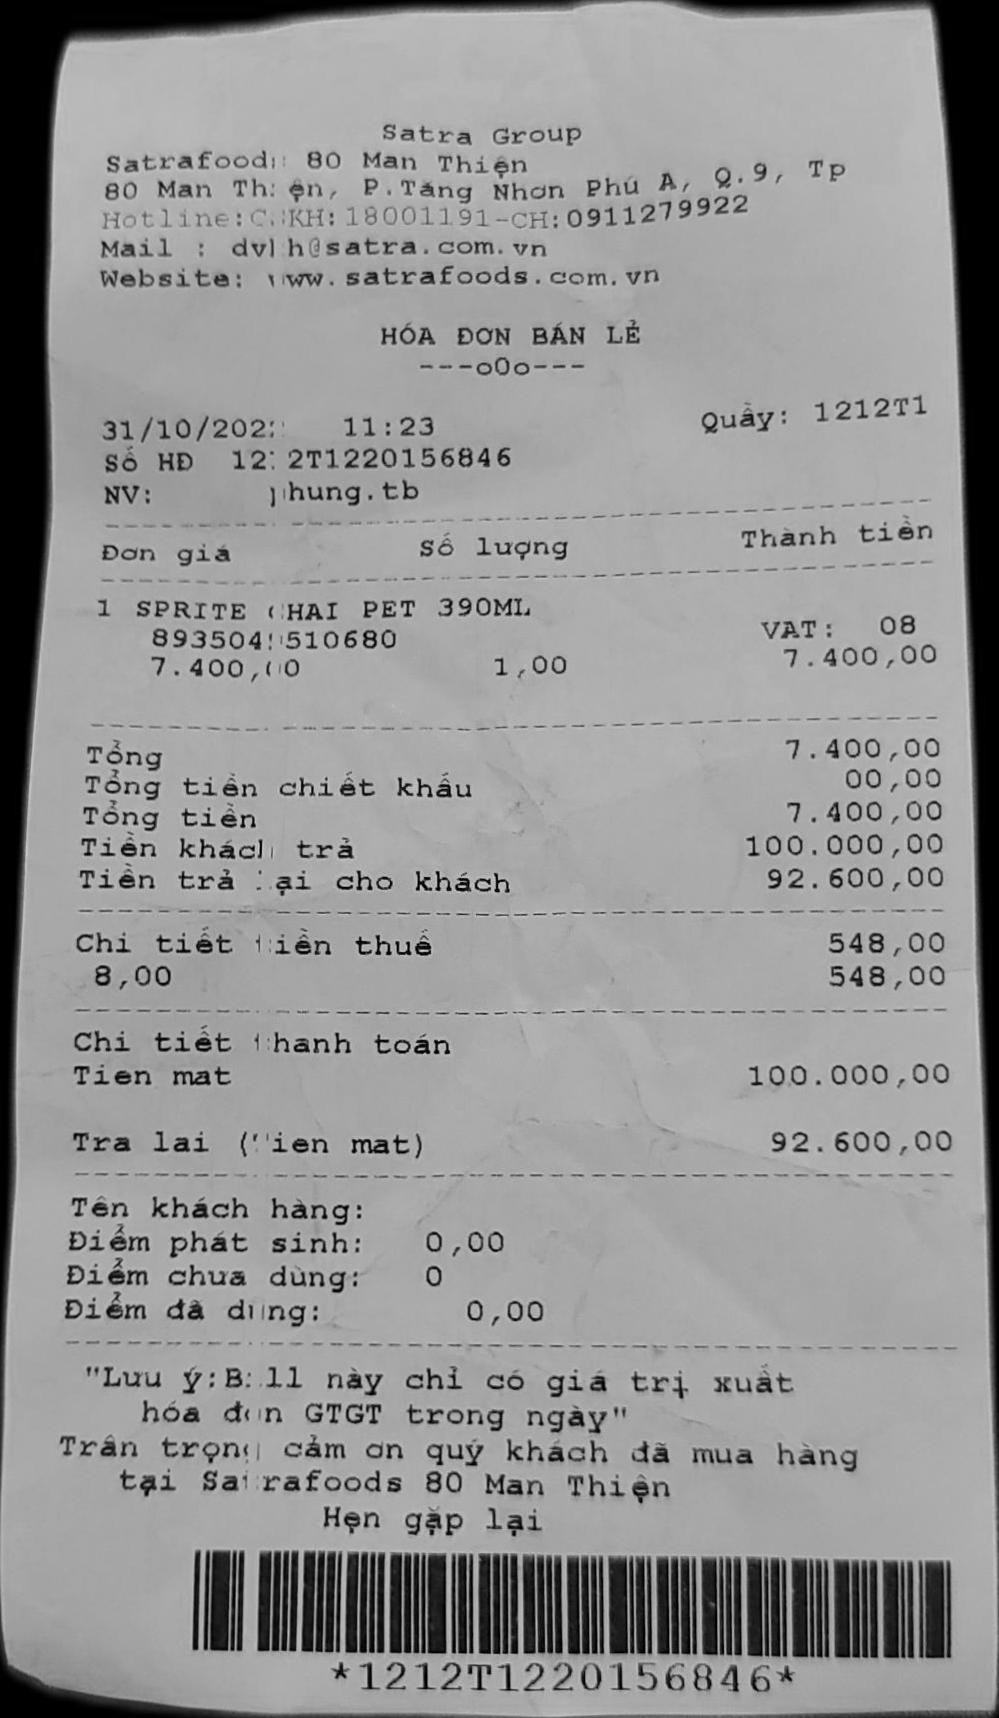 Satra Group
Satrafoods 80 Man Thiện
80 Man Thiện, P.Tăng Nhơn Phú A, Q.9, Tp
Hotline:CSKH:18001191-CH:0911279922
Mail : dvkh@satra.com.vn
Website: www.satrafoods.com.vn
HÓA ĐƠN BÁN LẺ
---o0o---
31/10/2022 11:23 Quầy: 1212T1
Số HĐ 1212T1220156846
NV: phung.tb
Đơn giá Số lượng Thành tiền
1 SPRITE CHAI PET 390ML
8935049510680 VAT: 08
7.400,00 1,00 7.400,00
Tổng 7.400,00
Tổng tiền chiết khấu 00,00
Tổng tiền 7.400,00
Tiền khách trả 100.000,00
Tiền trả lại cho khách 92.600,00
Chi tiết tiền thuế 548,00
8,00 548,00
Chi tiết thanh toán
Tien mat 100.000,00
Tra lai (Tien mat) 92.600,00
Tên khách hàng:
Điểm phát sinh: 0,00
Điểm chưa dùng: 0
Điểm đã dùng: 0,00
"Lưu ý:Bill này chỉ có giá trị xuất
hóa đơn GTGT trong ngày"
Trân trọng cảm ơn quý khách đã mua hàng
tại Satrafoods 80 Man Thiện
Hẹn gặp lại
*1212T1220156846*